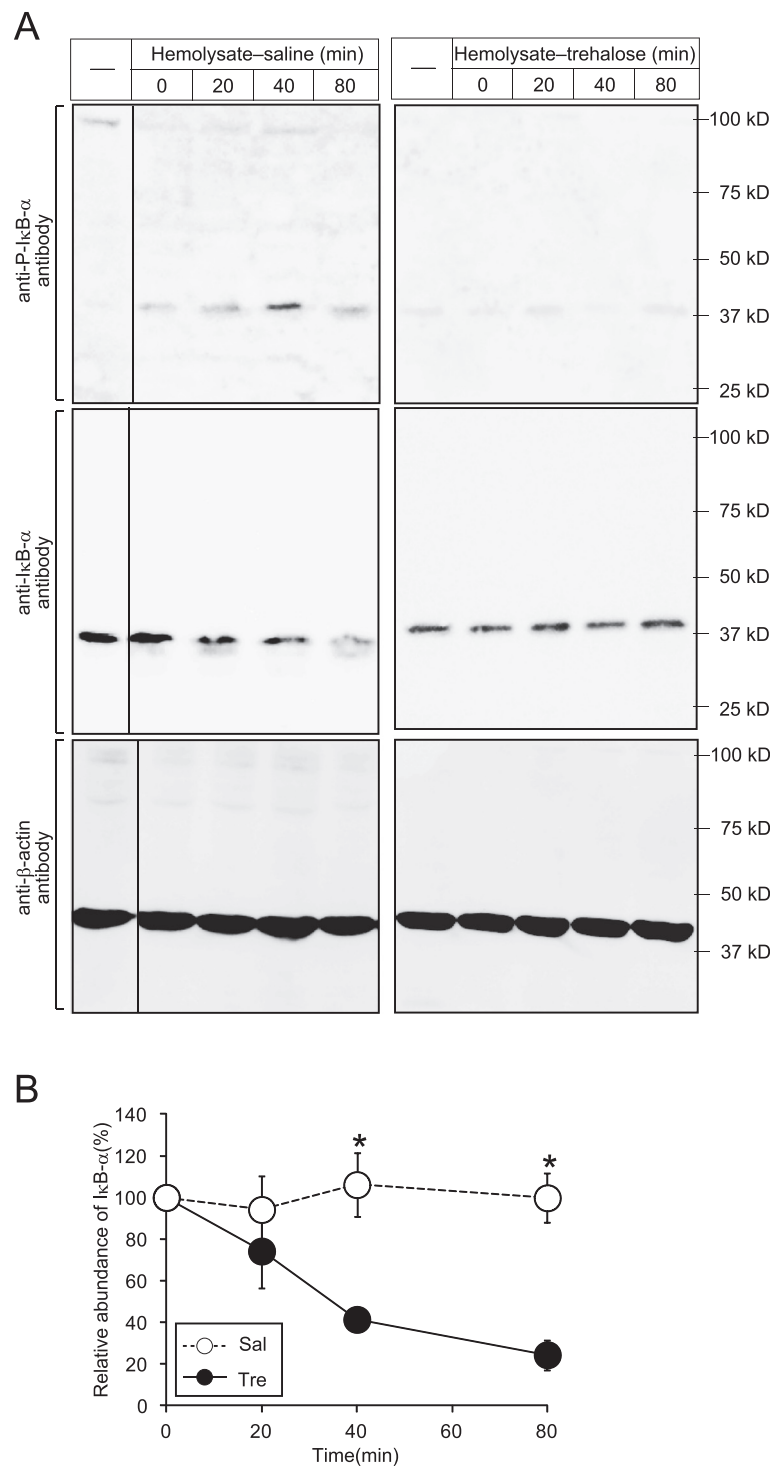 A
Hemolysate–saline (min)
— 0 20 40 80
Hemolysate–trehalose (min)
— 0 20 40 80
anti-P-IκB-α
antibody
100 kD
75 kD
50 kD
37 kD
25 kD
anti-IκB-α
antibody
100 kD
75 kD
50 kD
37 kD
25 kD
anti-β-actin
antibody
100 kD
75 kD
50 kD
37 kD
B
Relative abundance of IκB-α(%)
140
120
100
80
60
40
20
0
* *
Sal
Tre
0 20 40 60 80
Time(min)